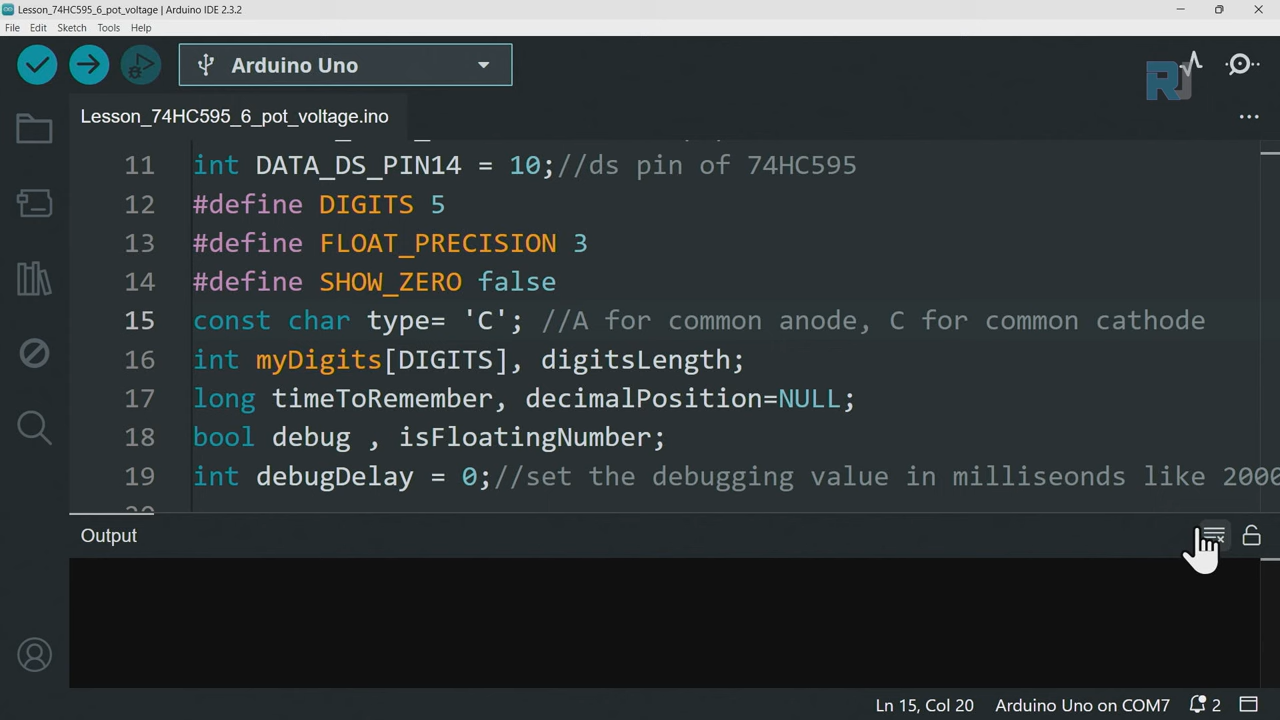 Lesson_74HC595_6_pot_voltage | Arduino IDE 2.3.2
File Edit Sketch Tools Help
Arduino Uno
RJ
Lesson_74HC595_6_pot_voltage.ino
11 int DATA_DS_PIN14 = 10;//ds pin of 74HC595
12 #define DIGITS 5
13 #define FLOAT_PRECISION 3
14 #define SHOW_ZERO false
15 const char type= 'C'; //A for common anode, C for common cathode
16 int myDigits[DIGITS], digitsLength;
17 long timeToRemember, decimalPosition=NULL;
18 bool debug , isFloatingNumber;
19 int debugDelay = 0;//set the debugging value in milliseonds like 2000
Output
Ln 15, Col 20 Arduino Uno on COM7 2